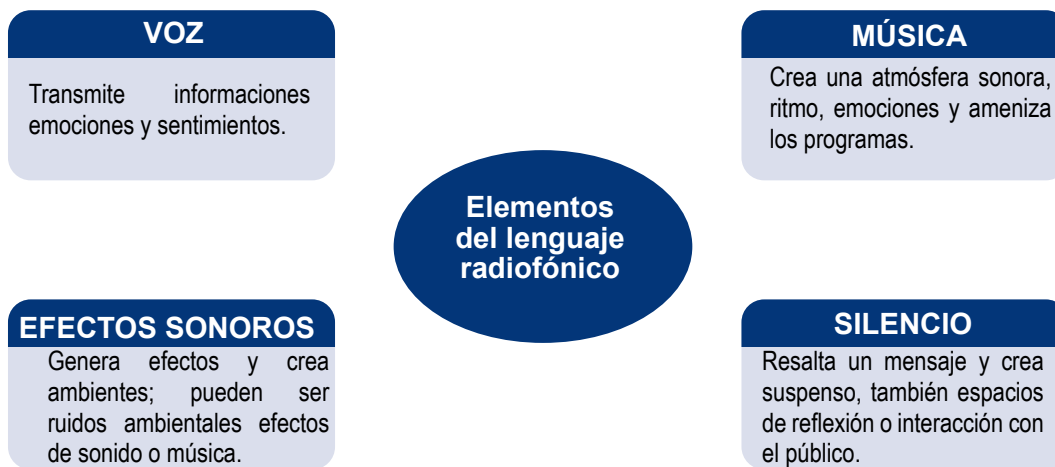 VOZ
Transmite informaciones
emociones y sentimientos.
MÚSICA
Crea una atmósfera sonora,
ritmo, emociones y ameniza
los programas.
Elementos
del lenguaje
radiofónico
EFECTOS SONOROS
Genera efectos y crea
ambientes; pueden ser
ruidos ambientales efectos
de sonido o música.
SILENCIO
Resalta un mensaje y crea
suspenso, también espacios
de reflexión o interacción con
el público.